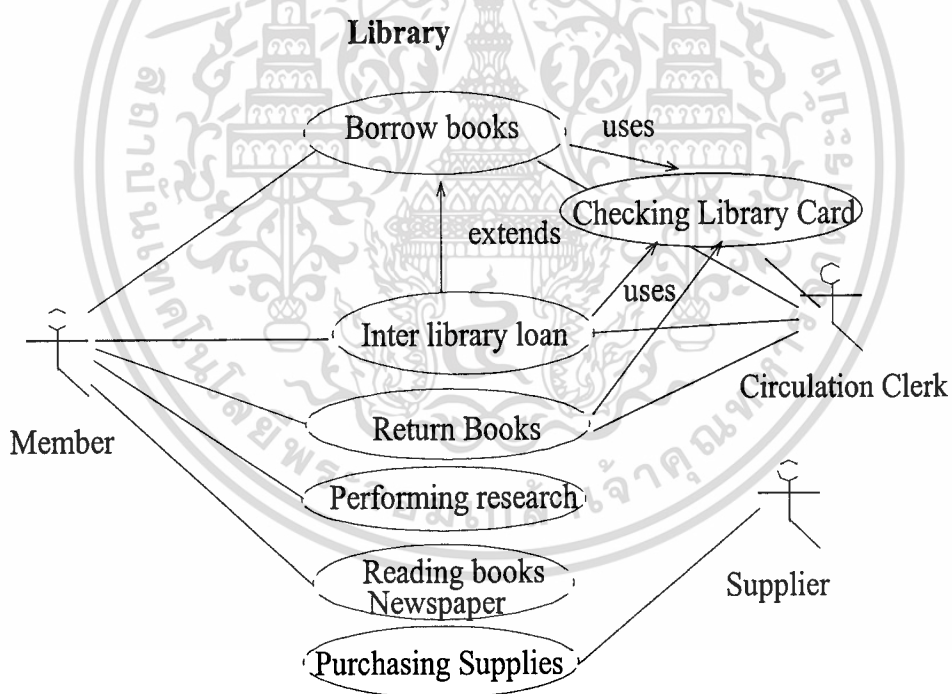 Library
Borrow books
uses
Checking Library Card
extends
uses
Inter library loan
Circulation Clerk
Return Books
Member
Performing research
Reading books
Newspaper
Supplier
Purchasing Supplies